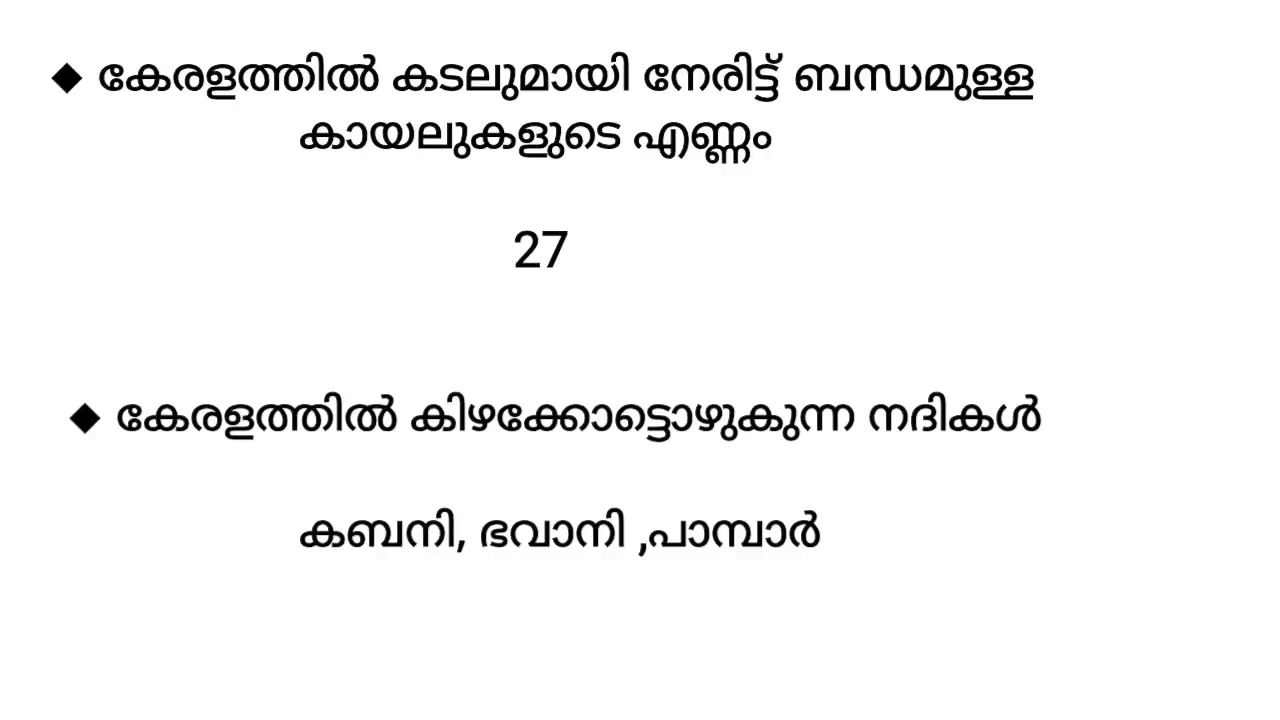 ◆ കേരളത്തിൽ കടലുമായി നേരിട്ട് ബന്ധമുള്ള
കായലുകളുടെ എണ്ണം
27
◆ കേരളത്തിൽ കിഴക്കോട്ടൊഴുകുന്ന നദികൾ
കബനി, ഭവാനി ,പാമ്പാർ